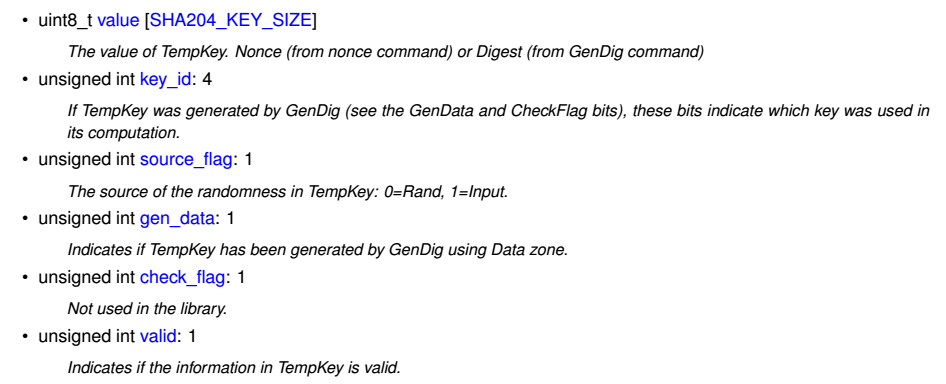 • uint8_t value [SHA204_KEY_SIZE]
The value of TempKey. Nonce (from nonce command) or Digest (from GenDig command)
• unsigned int key_id: 4
If TempKey was generated by GenDig (see the GenData and CheckFlag bits), these bits indicate which key was used in
its computation.
• unsigned int source_flag: 1
The source of the randomness in TempKey: 0=Rand, 1=Input.
• unsigned int gen_data: 1
Indicates if TempKey has been generated by GenDig using Data zone.
• unsigned int check_flag: 1
Not used in the library.
• unsigned int valid: 1
Indicates if the information in TempKey is valid.